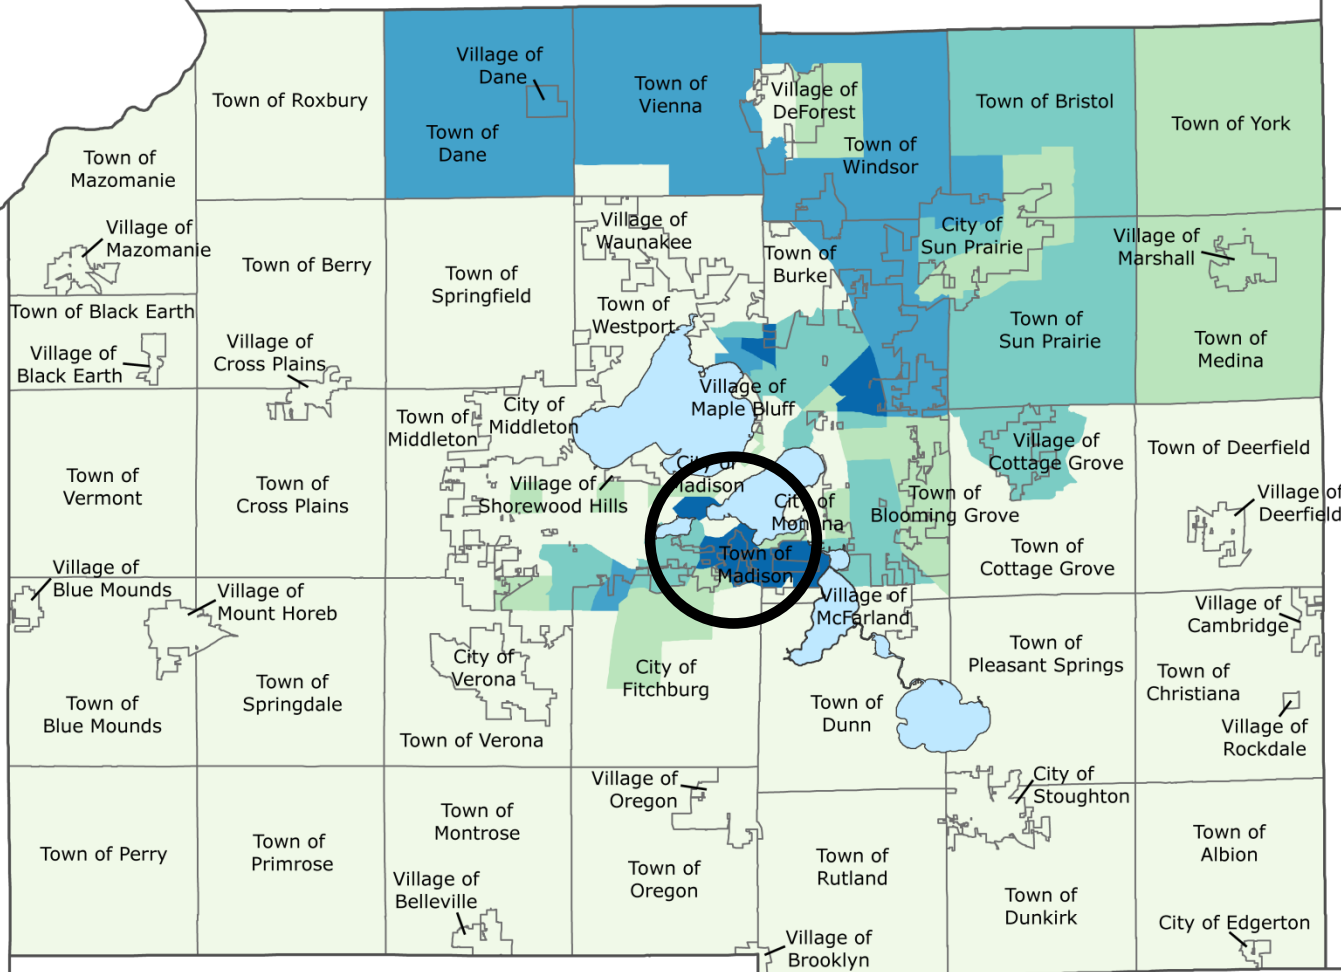 Village of
Dane
Town of
Vienna
Village of
DeForest
Town of Roxbury
Town of Bristol
Town of York
Town of
Dane
Town of
Windsor
Town of
Mazomanie
Village of
Mazomanie
Town of Berry
Town of
Springfield
Village of
Waunakee
Town of
Burke
City of
Sun Prairie
Village of
Marshall
Town of Black Earth
Town of
Westport
Town of
Sun Prairie
Town of
Medina
Village of
Black Earth
Village of
Cross Plains
Village of
Maple Bluff
Town of
Middleton
City of
Middleton
Village of
Cottage Grove
Town of Deerfield
Town of
Vermont
Town of
Cross Plains
Village of
Shorewood Hills
City of
Madison
City of
Monona
Town of
Blooming Grove
Village of
Deerfield
Town of
Cottage Grove
Town of
Madison
Village of
Blue Mounds
Village of
Mount Horeb
Village of
McFarland
Village of
Cambridge
City of
Verona
City of
Fitchburg
Town of
Pleasant Springs
Town of
Christiana
Town of
Blue Mounds
Town of
Springdale
Town of
Dunn
Village of
Rockdale
Town of Verona
Village of
Oregon
City of
Stoughton
Town of Perry
Town of
Primrose
Town of
Montrose
Town of
Rutland
Town of
Albion
Village of
Belleville
Town of
Oregon
Town of
Dunkirk
City of Edgerton
Village of
Brooklyn